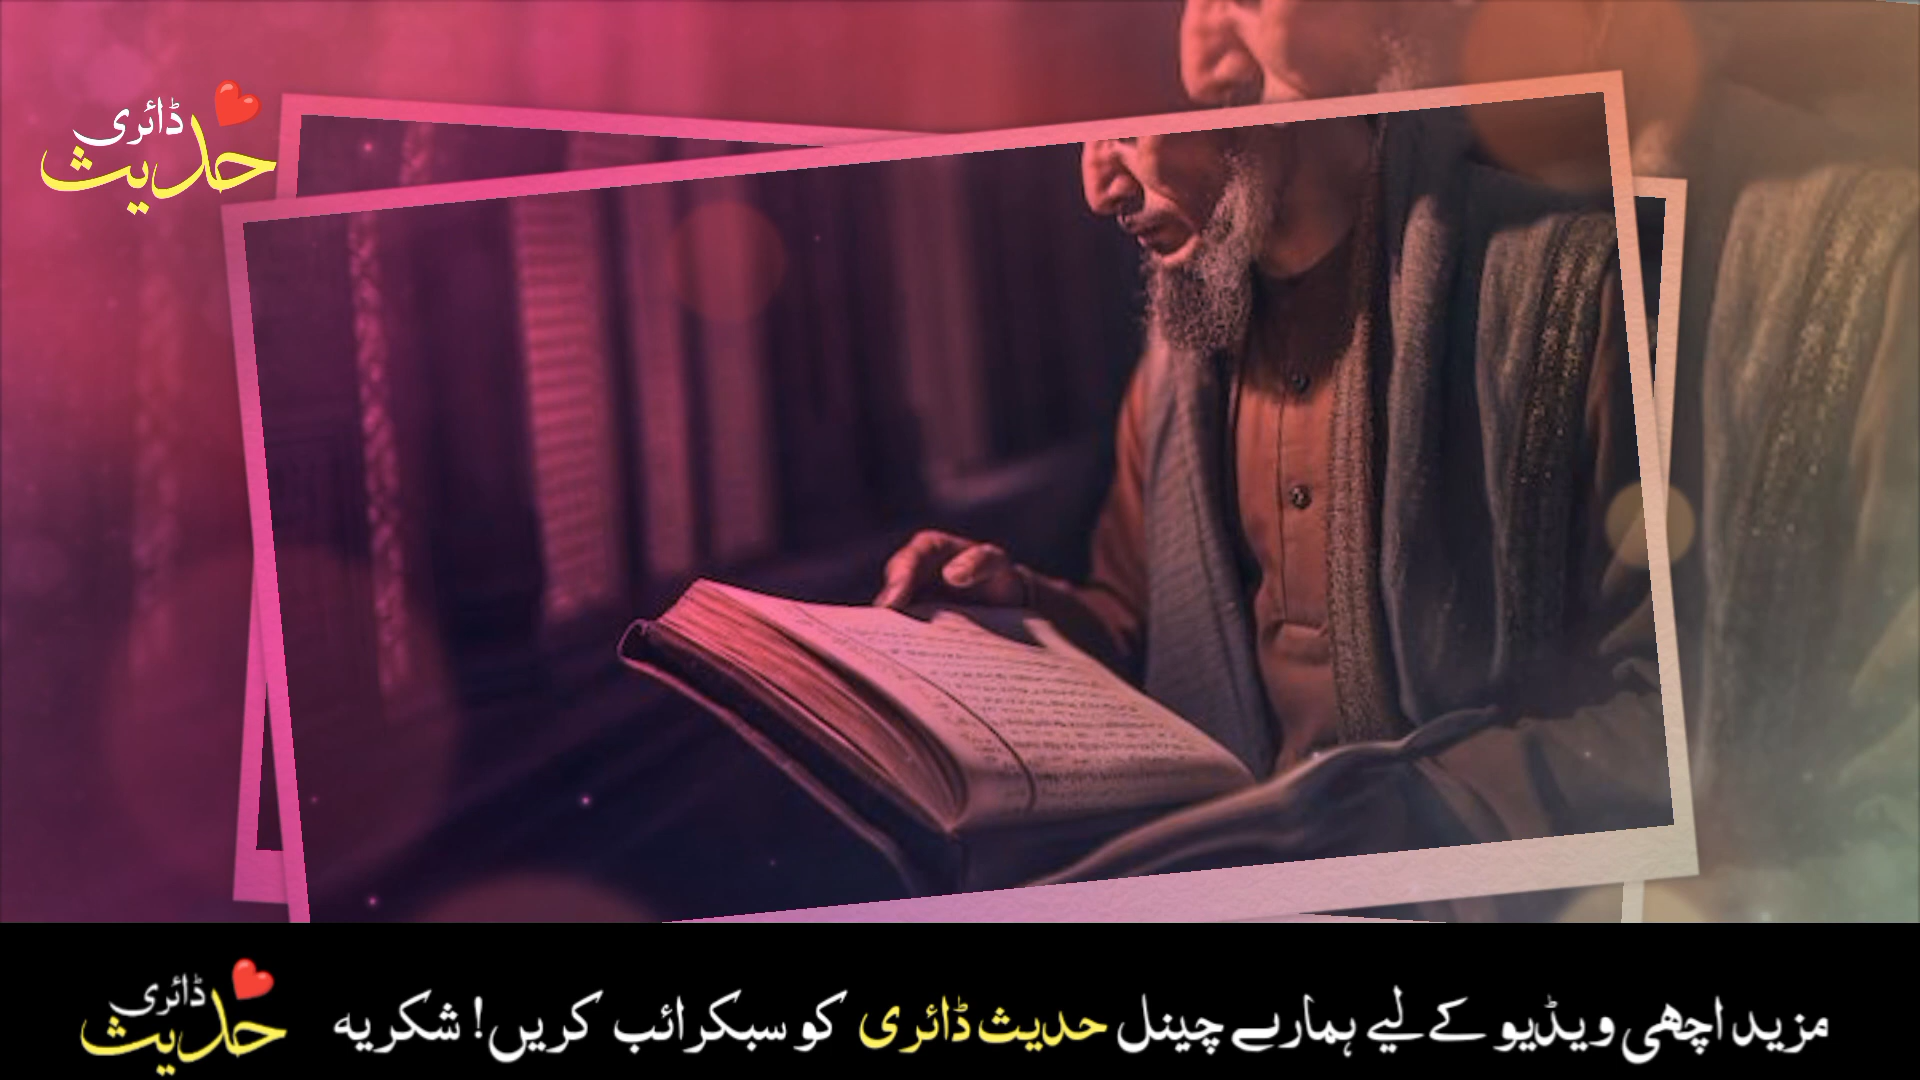 حدیث ڈائری
مزید اچھی ویڈیو کے لیے ہمارے چینل حدیث ڈائری کو سبکرائب کریں! شکریہ
حدیث ڈائری